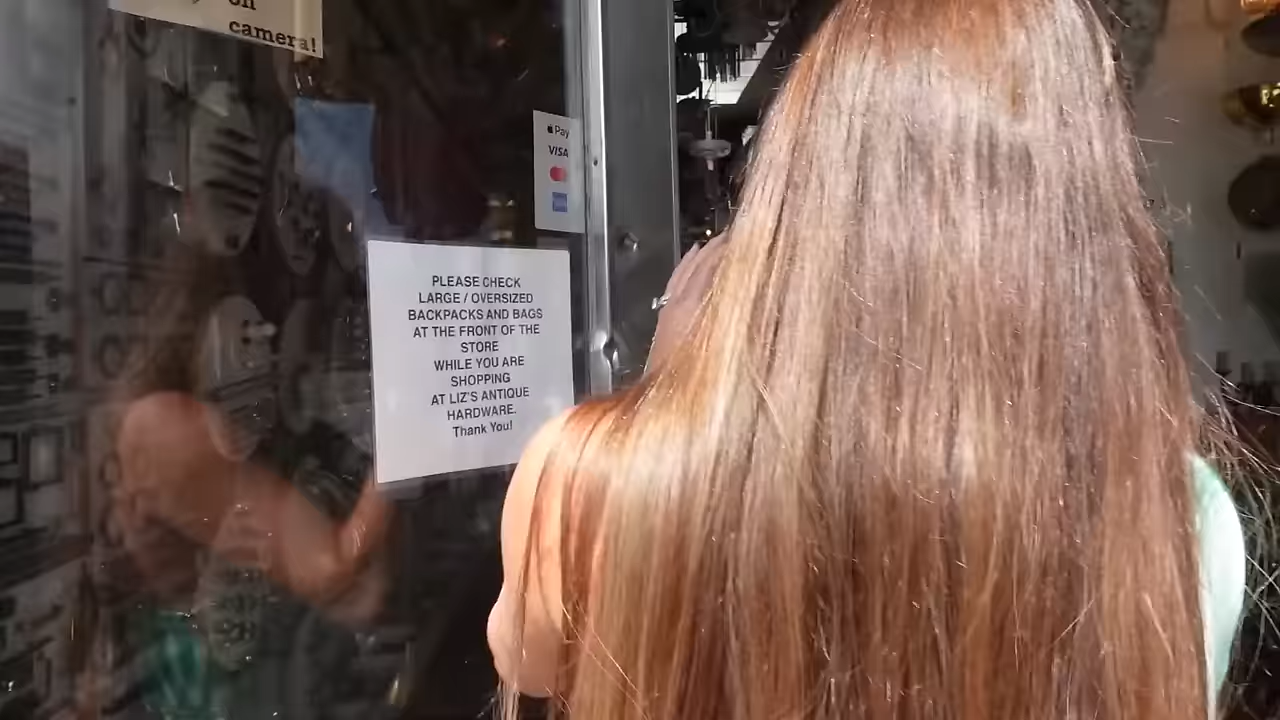 on
camera!
Pay
VISA
PLEASE CHECK
LARGE / OVERSIZED
BACKPACKS AND BAGS
AT THE FRONT OF THE
STORE
WHILE YOU ARE
SHOPPING
AT LIZ'S ANTIQUE
HARDWARE.
Thank You!